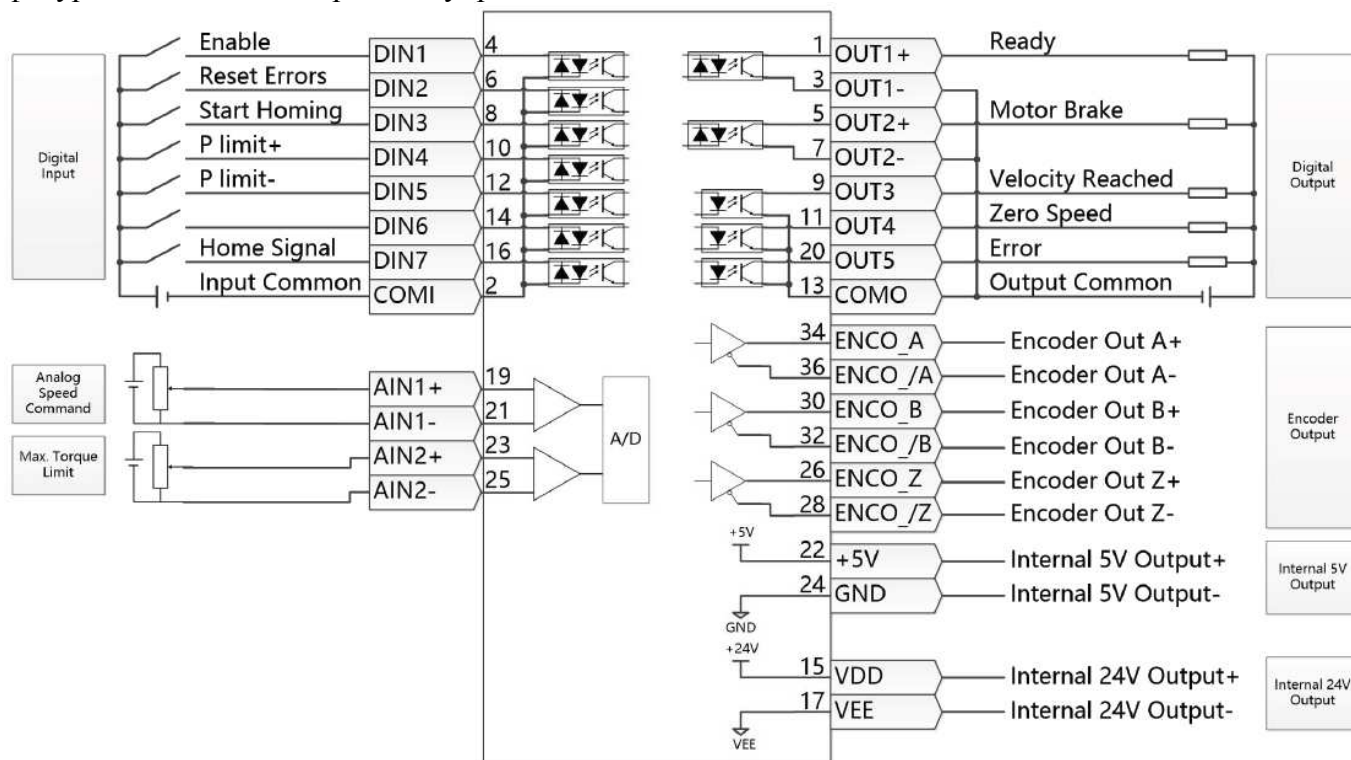 Digital
Input
Enable
DIN1
4
Reset Errors
DIN2
6
Start Homing
DIN3
8
P limit+
DIN4
10
P limit-
DIN5
12
DIN6
14
Home Signal
DIN7
16
Input Common
COMI
2
Analog
Speed
Command
AIN1+
19
AIN1-
21
Max. Torque
Limit
AIN2+
23
AIN2-
25
A/D
1
OUT1+
Ready
3
OUT1-
5
OUT2+
Motor Brake
7
OUT2-
9
OUT3
Velocity Reached
11
OUT4
Zero Speed
20
OUT5
Error
13
COMO
Output Common
Digital
Output
34
ENCO_A
Encoder Out A+
36
ENCO_/A
Encoder Out A-
30
ENCO_B
Encoder Out B+
32
ENCO_/B
Encoder Out B-
26
ENCO_Z
Encoder Out Z+
28
ENCO_/Z
Encoder Out Z-
Encoder
Output
+5V
22
+5V
Internal 5V Output+
24
GND
Internal 5V Output-
GND
Internal 5V
Output
+24V
15
VDD
Internal 24V Output+
17
VEE
Internal 24V Output-
VEE
Internal 24V
Output